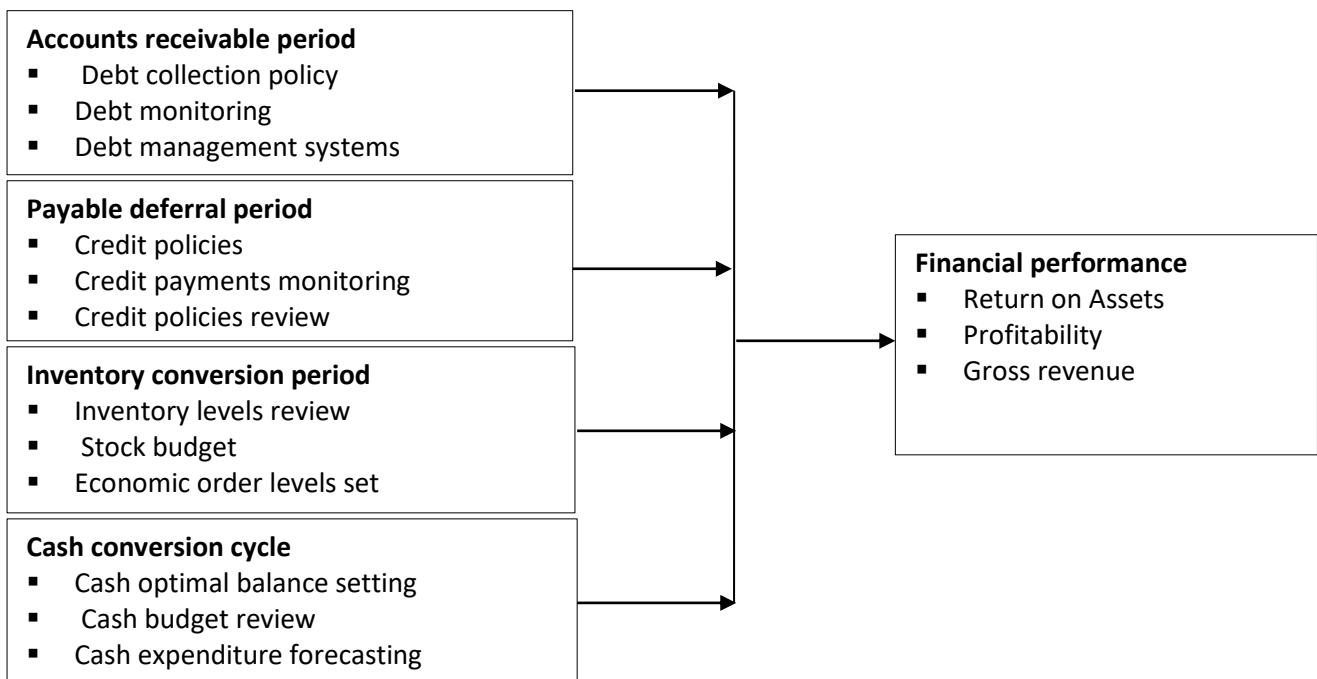 Accounts receivable period
▪ Debt collection policy
▪ Debt monitoring
▪ Debt management systems
Payable deferral period
▪ Credit policies
▪ Credit payments monitoring
▪ Credit policies review
Inventory conversion period
▪ Inventory levels review
▪ Stock budget
▪ Economic order levels set
Cash conversion cycle
▪ Cash optimal balance setting
▪ Cash budget review
▪ Cash expenditure forecasting
Financial performance
▪ Return on Assets
▪ Profitability
▪ Gross revenue